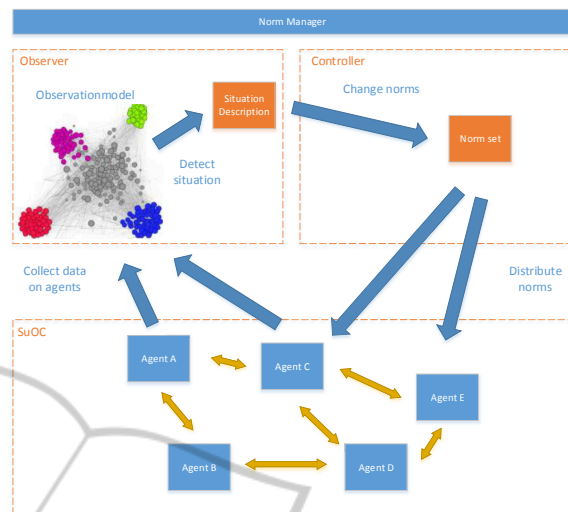 Norm Manager
Observer
Controller
Observationmodel
Situation
Description
Change norms
Norm set
Detect
situation
Collect data
on agents
Distribute
norms
SuOC
Agent A
Agent C
Agent E
Agent B
Agent D